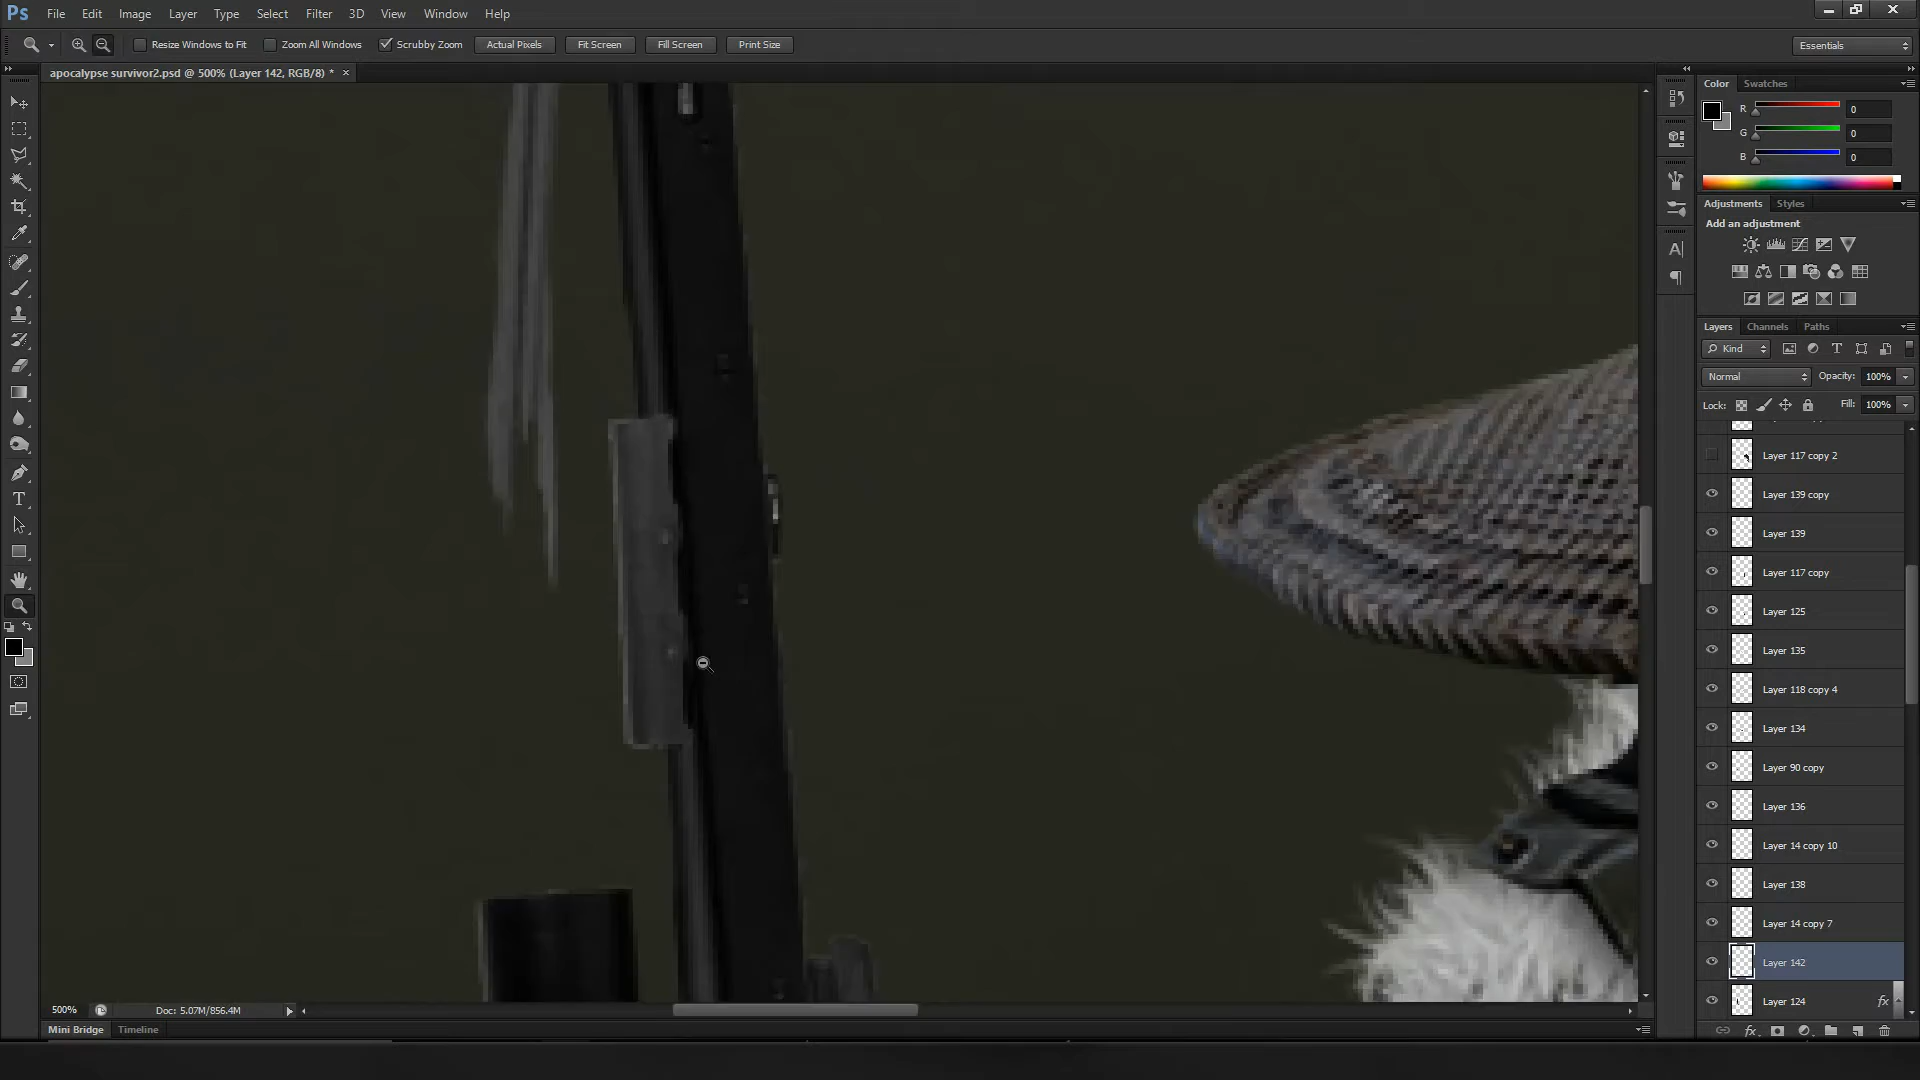 Ps File Edit Image Layer Type Select Filter 3D View Window Help
Resize Windows to Fit Zoom All Windows Scrubby Zoom Actual Pixels Fit Screen Fill Screen Print Size Essentials
apocalypse survivor2.psd @ 500% (Layer 142, RGB/8) * ×
Color Swatches
R 0
G 0
B 0
Adjustments Styles
Add an adjustment
Layers Channels Paths
Kind
Normal Opacity: 100%
Lock: Fill: 100%
Layer 117 copy 2
Layer 139 copy
Layer 139
Layer 117 copy
Layer 125
Layer 135
Layer 118 copy 4
Layer 134
Layer 90 copy
Layer 136
Layer 14 copy 10
Layer 138
Layer 14 copy 7
Layer 142
Layer 124 fx
500% Doc: 5.07M/856.4M
Mini Bridge Timeline
fx